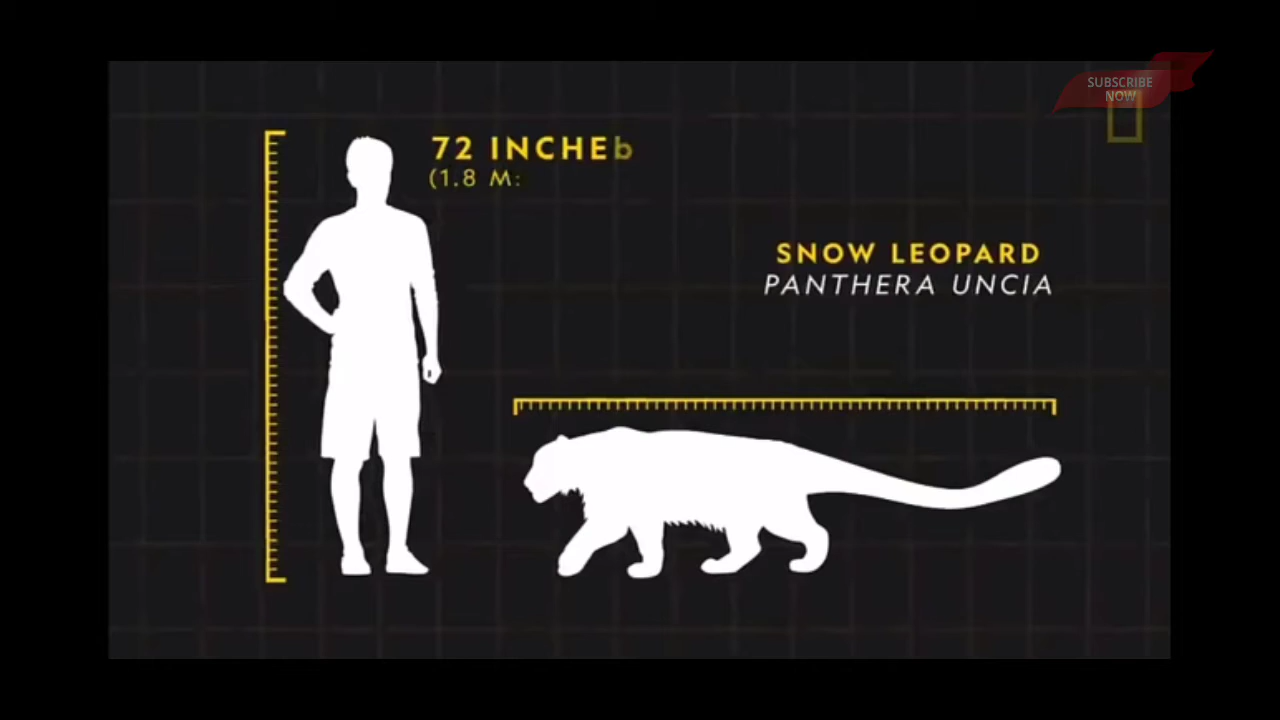 SUBSCRIBE
NOW
72 INCHEb
(1.8 M:
SNOW LEOPARD
PANTHERA UNCIA